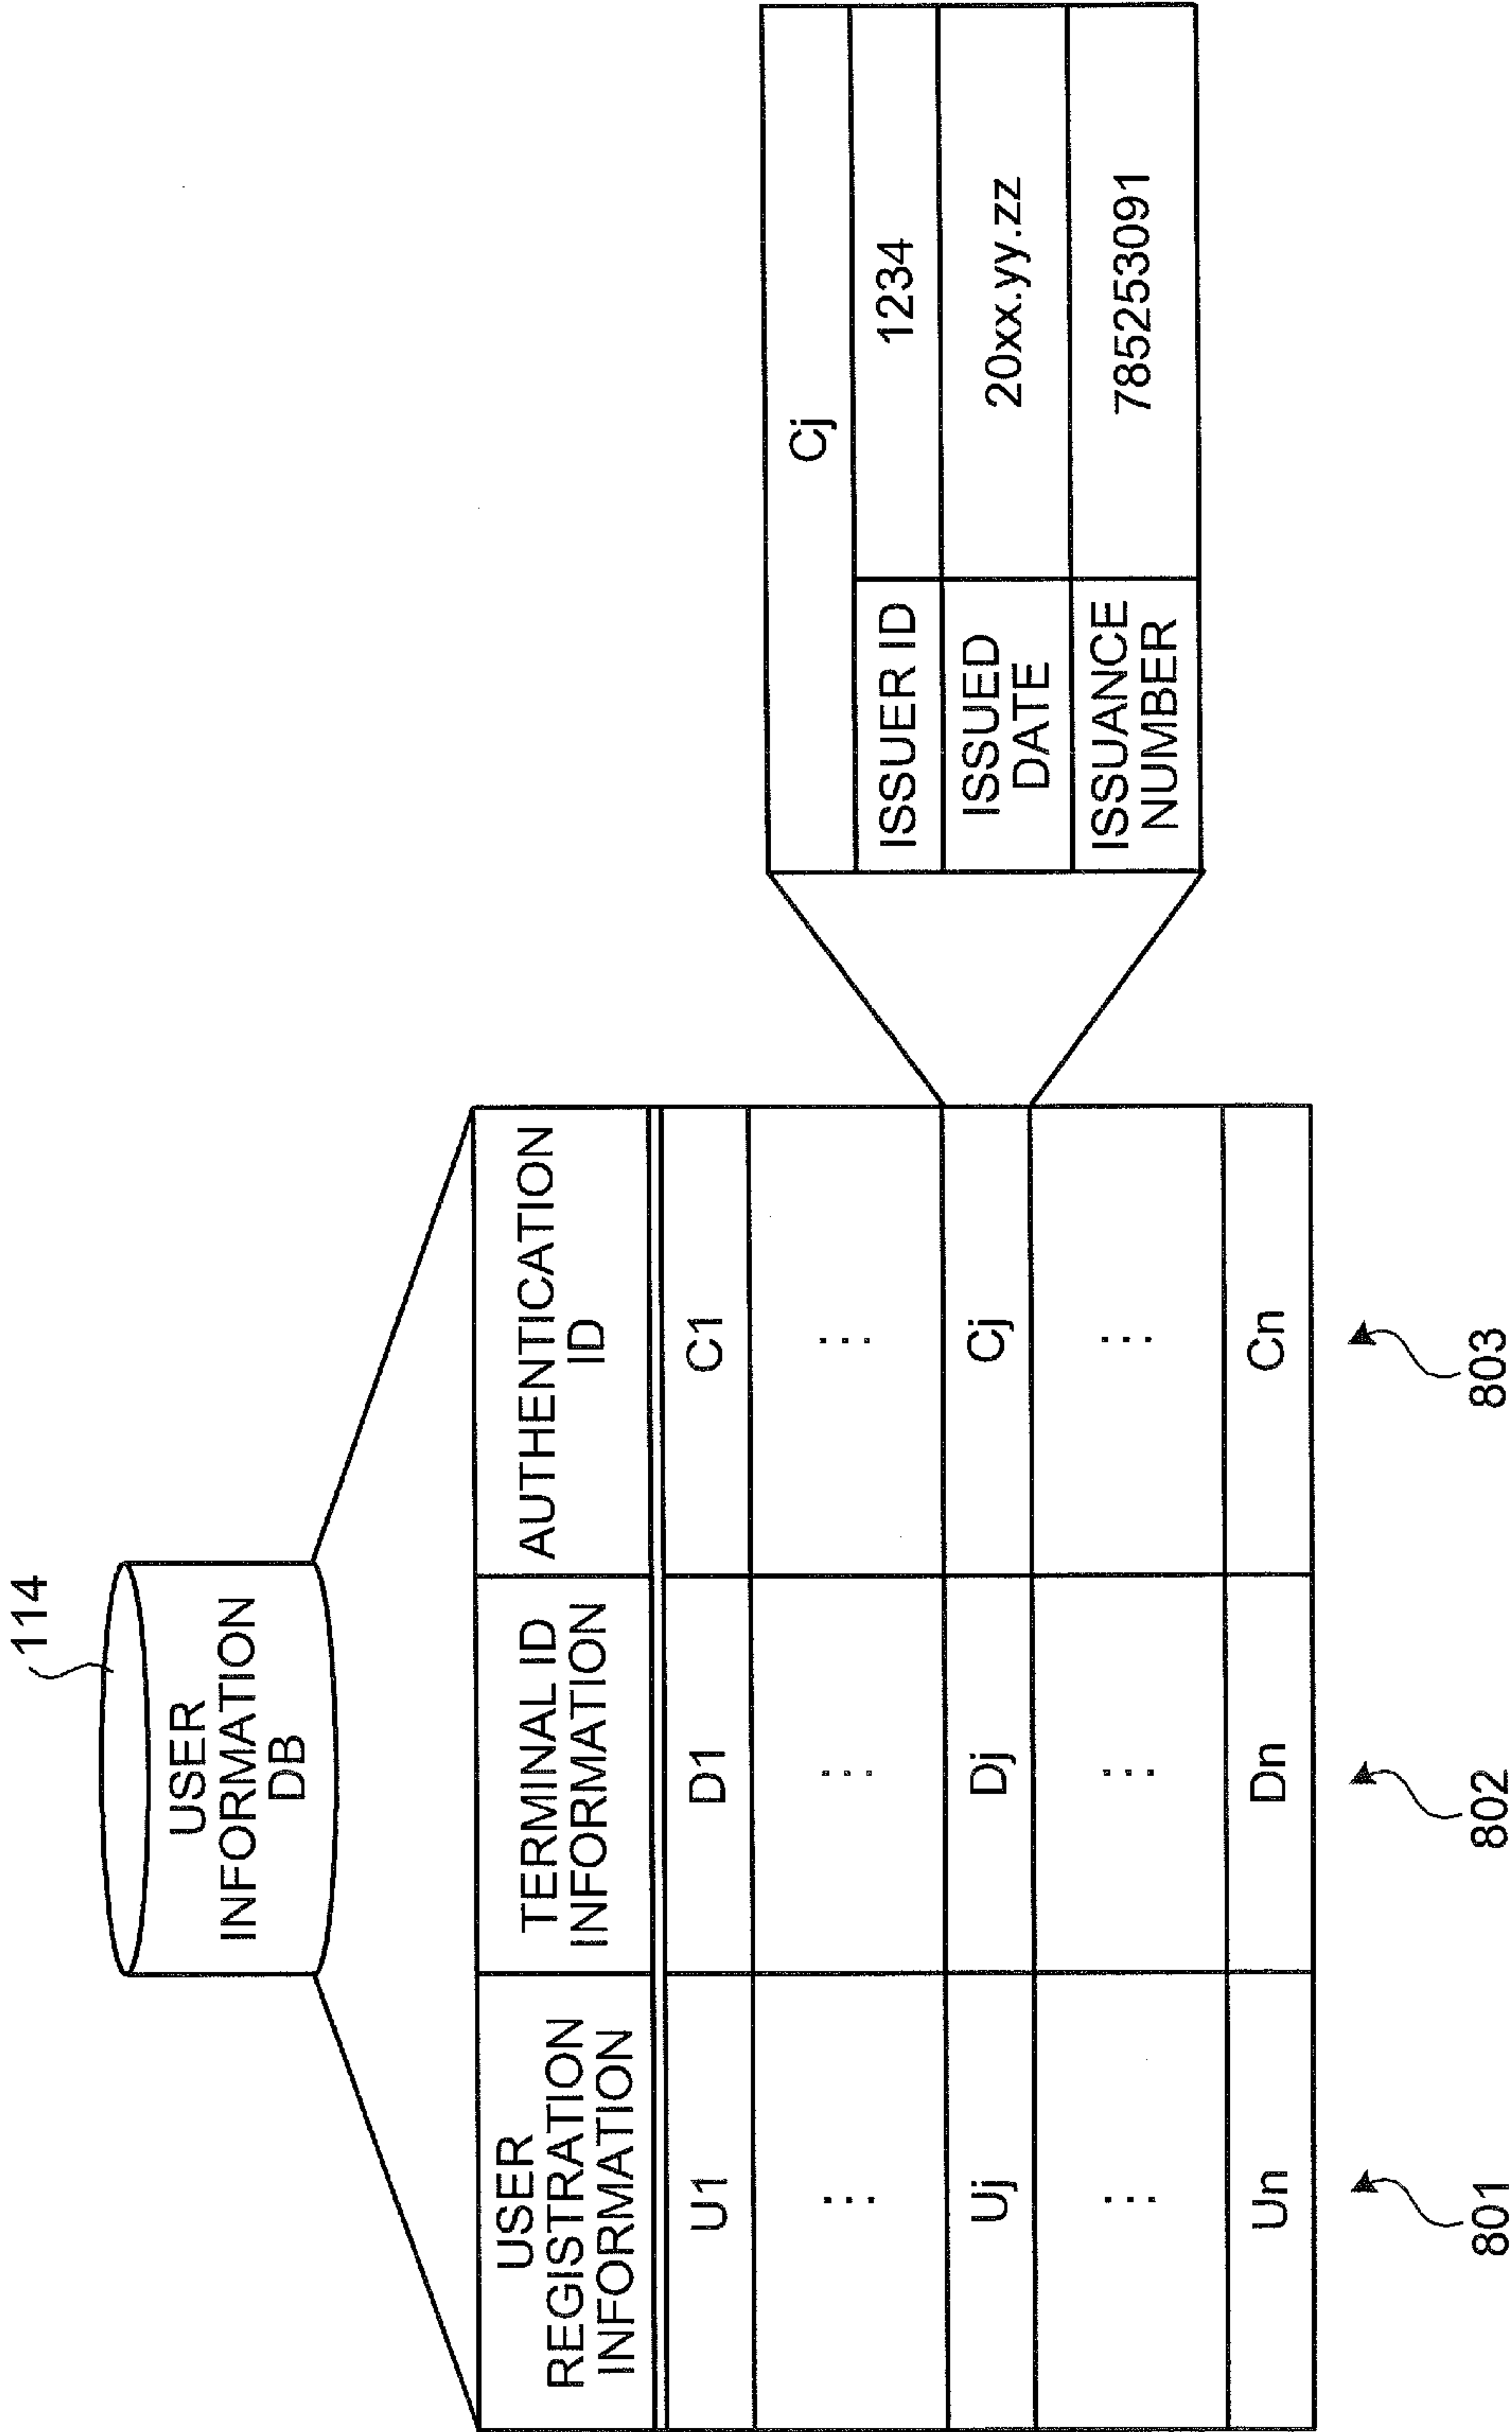 114
USER
INFORMATION
DB
USER
REGISTRATION
INFORMATION
TERMINAL ID
INFORMATION
AUTHENTICATION
ID
U1
D1
C1
...
...
...
Uj
Dj
Cj
...
...
...
Un
Dn
Cn
801
802
803
Cj
ISSUER ID
1234
ISSUED
DATE
20xx.yy.zz
ISSUANCE
NUMBER
785253091